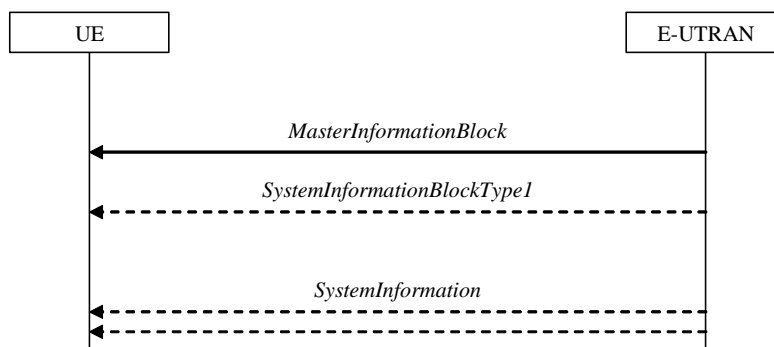 UE
E-UTRAN
MasterInformationBlock
SystemInformationBlockType1
SystemInformation